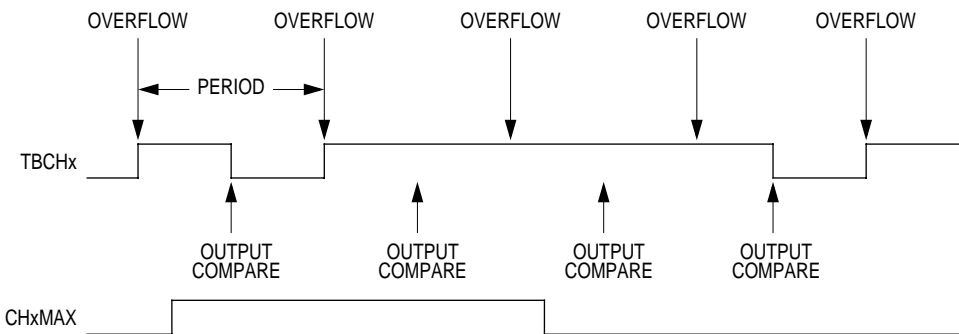 OVERFLOW OVERFLOW OVERFLOW OVERFLOW OVERFLOW
PERIOD
TBCHx
OUTPUT COMPARE
OUTPUT COMPARE
OUTPUT COMPARE
OUTPUT COMPARE
CHxMAX